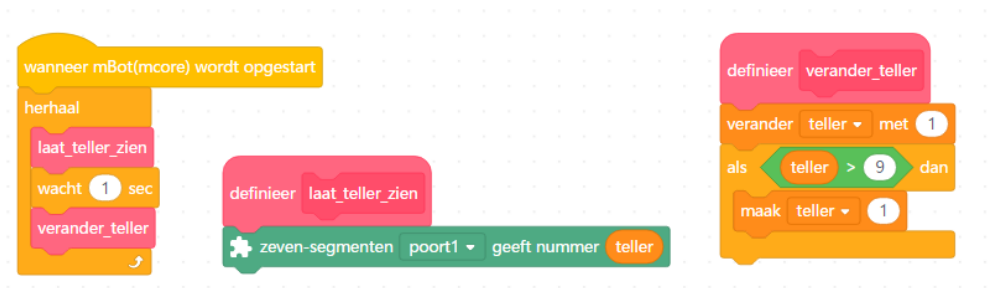 wanneer mBot(mcore) wordt opgestart
herhaal
laat_teller_zien
wacht 1 sec
verander_teller
definieer laat_teller_zien
zeven-segmenten poort1 geeft nummer teller
definieer verander_teller
verander teller met 1
als teller > 9 dan
maak teller 1